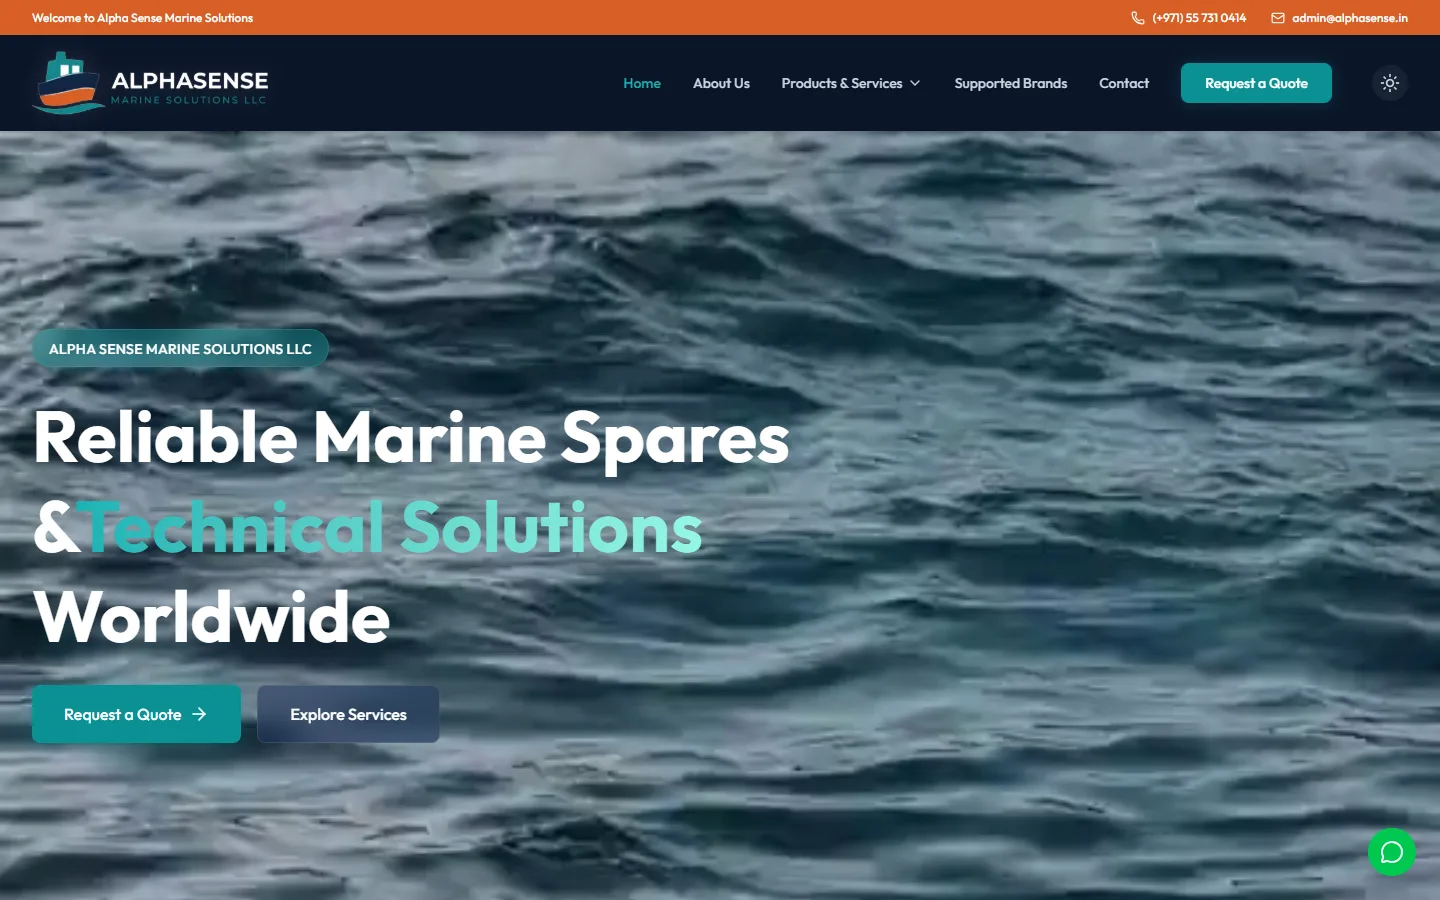 Welcome to Alpha Sense Marine Solutions
(+971) 55 731 0414
admin@alphasense.in
ALPHASENSE
MARINE SOLUTIONS LLC
Home
About Us
Products & Services
Supported Brands
Contact
Request a Quote
ALPHA SENSE MARINE SOLUTIONS LLC
Reliable Marine Spares
&Technical Solutions
Worldwide
Request a Quote
Explore Services